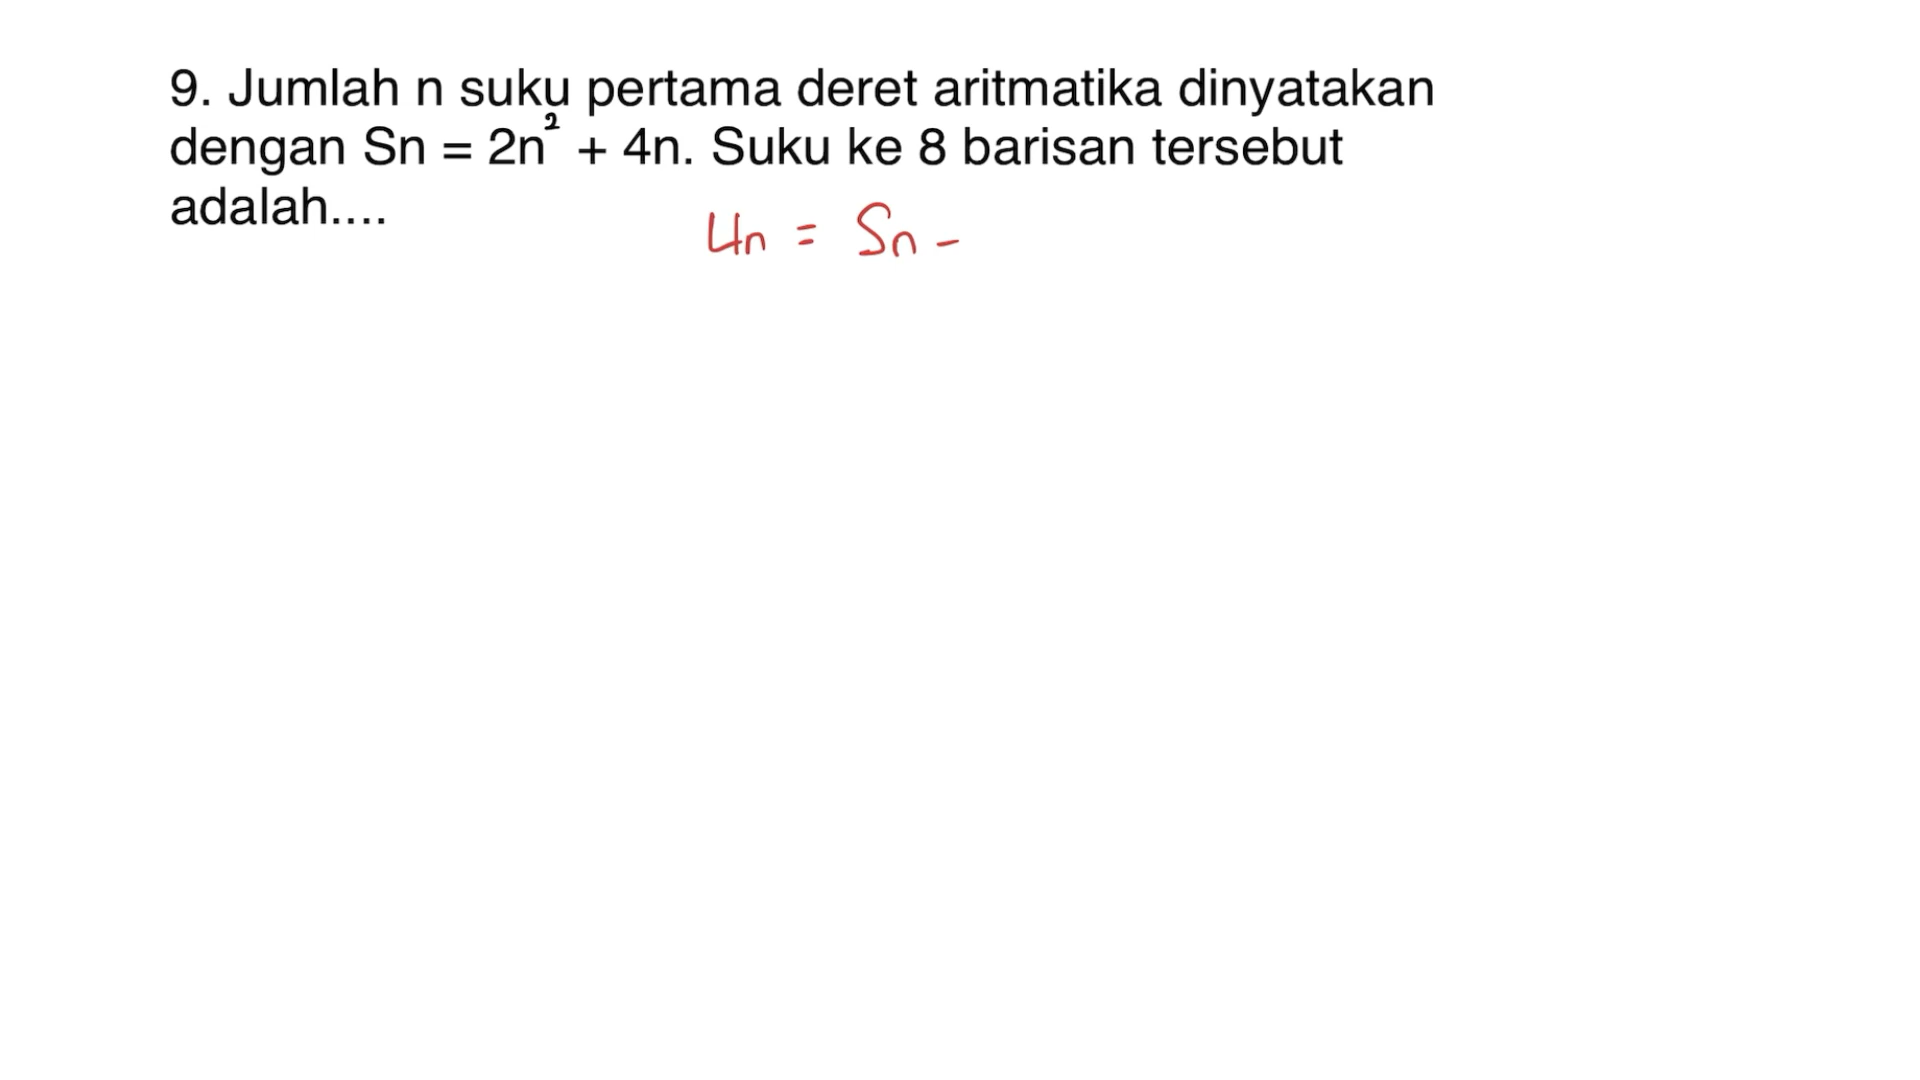 9. Jumlah n suku pertama deret aritmatika dinyatakan
dengan Sn = 2n² + 4n. Suku ke 8 barisan tersebut
adalah....
Un = Sn -